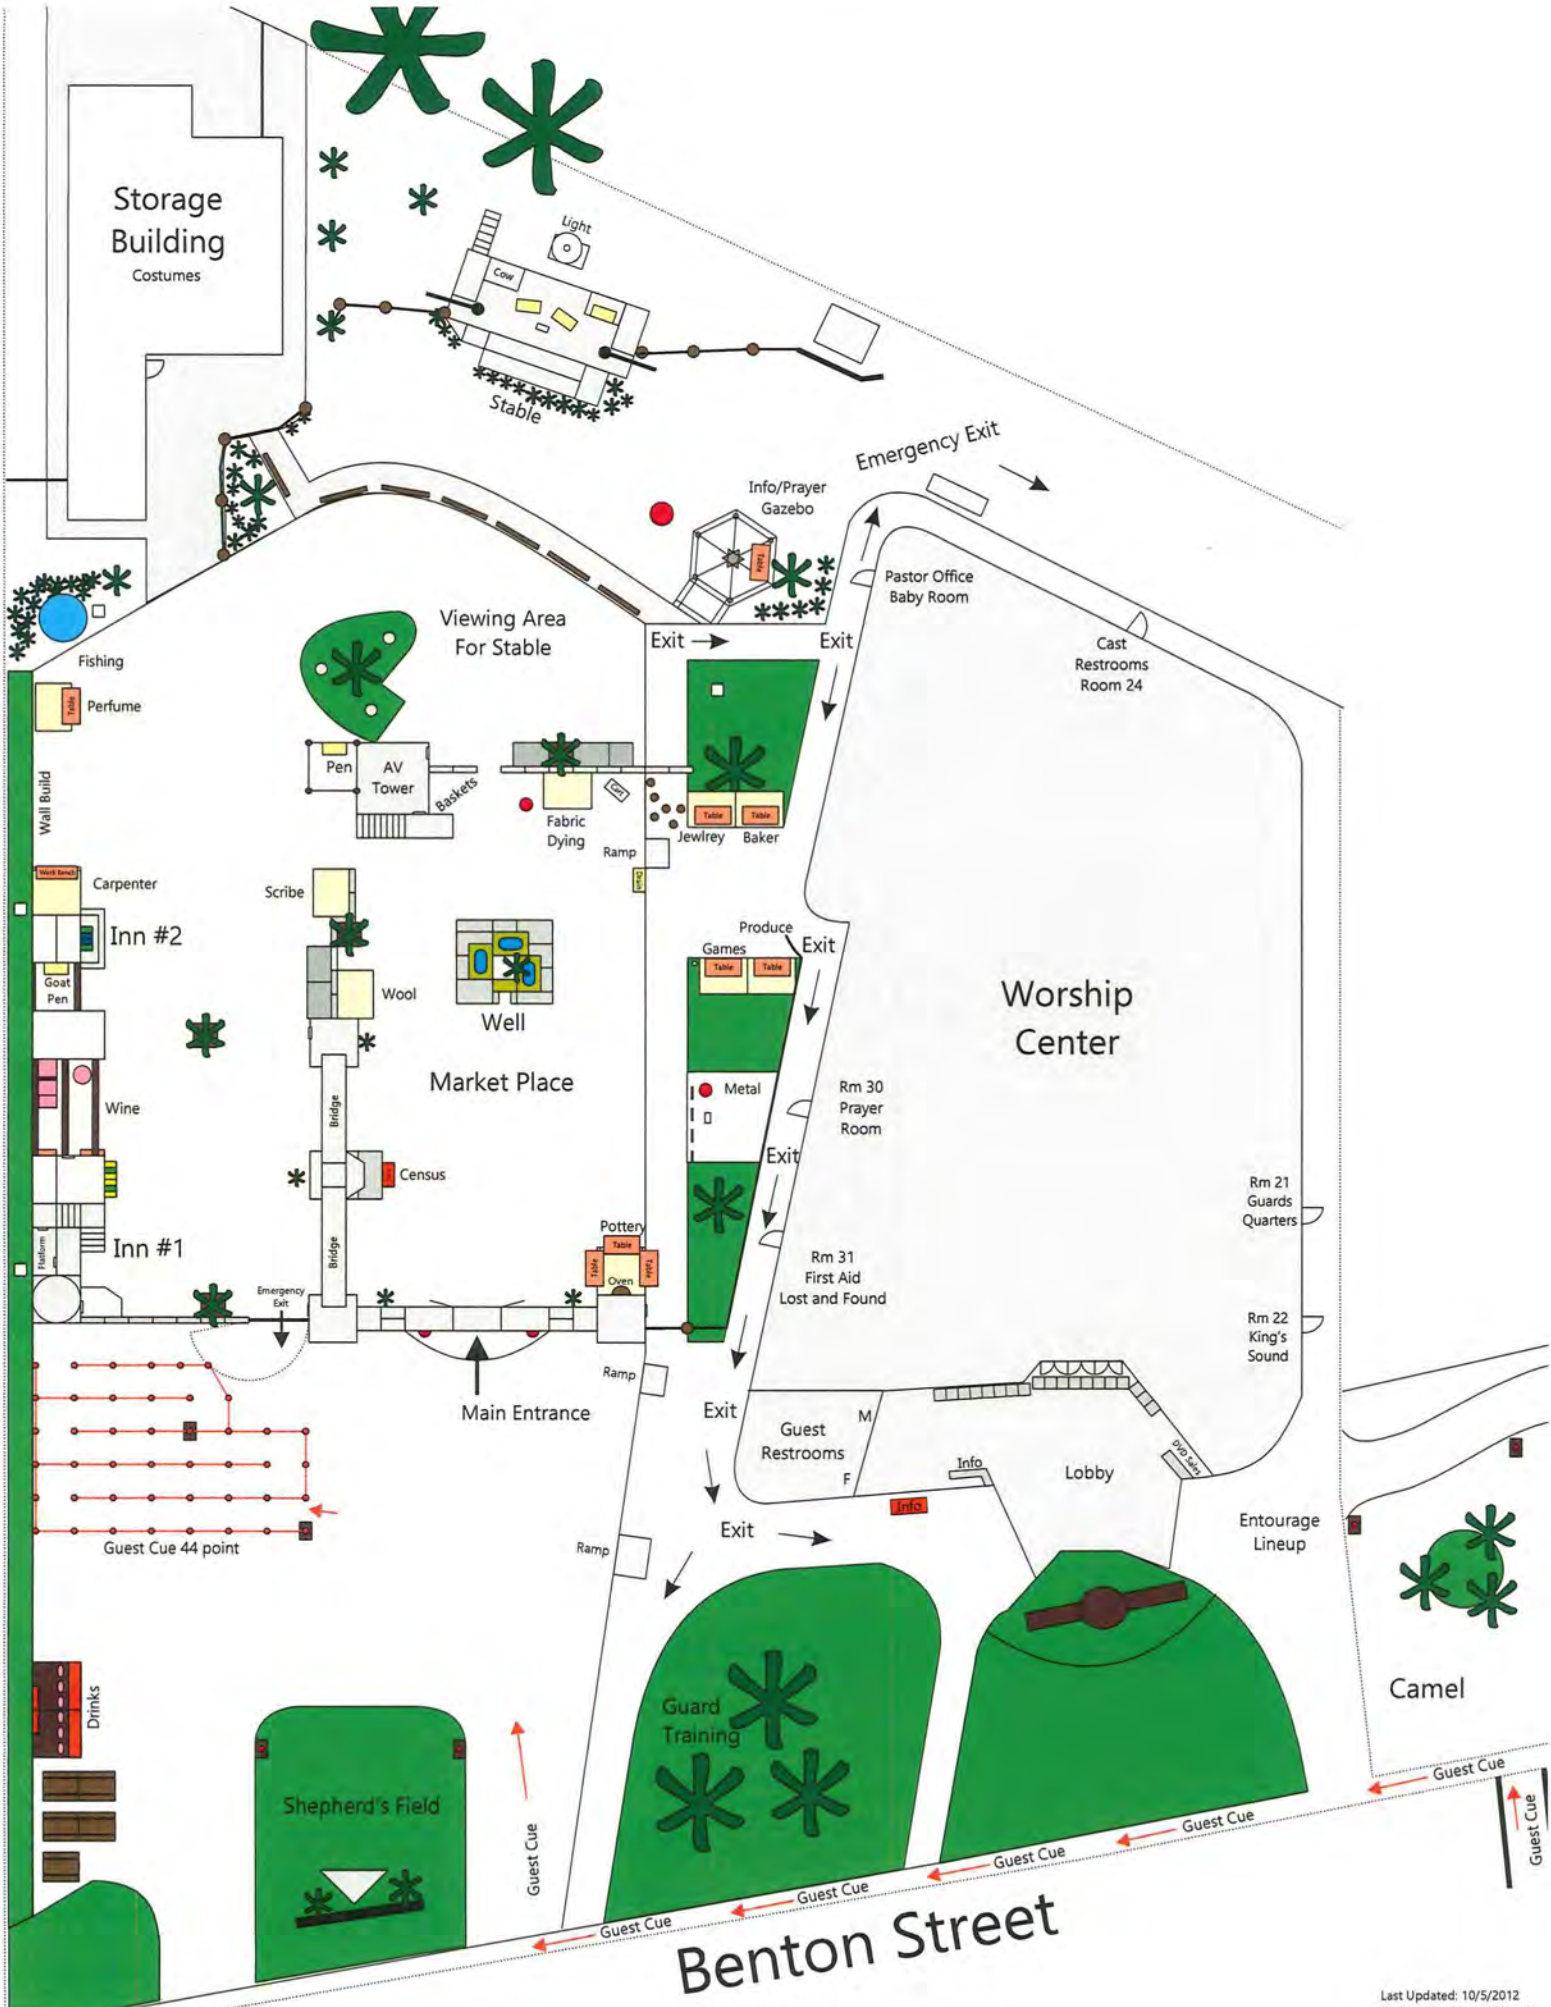 Storage
Building
Costumes
Light
Cow
Stable
Emergency Exit
Info/Prayer
Gazebo
Table
Pastor Office
Baby Room
Cast
Restrooms
Room 24
Viewing Area
For Stable
Exit
Exit
Fishing
Table
Perfume
Wall Build
Pen
AV
Tower
Baskets
Cart
Fabric
Dying
Table
Table
Jewlrey
Baker
Ramp
Drain
Work Bench
Carpenter
Scribe
Inn #2
Goat
Pen
Wool
Well
Produce
Games
Exit
Table
Table
Worship
Center
Market Place
Metal
Rm 30
Prayer
Room
Wine
Bridge
Exit
Census
Rm 21
Guards
Quarters
Pottery
Table
Table
Table
Oven
Platform
Inn #1
Bridge
Rm 31
First Aid
Lost and Found
Emergency
Exit
Rm 22
King's
Sound
Ramp
Main Entrance
Exit
Guest
Restrooms
M
F
Info
Lobby
DVD Sales
Info
Exit
Entourage
Lineup
Guest Cue 44 point
Ramp
Drinks
Guard
Training
Camel
Shepherd's Field
Guest Cue
Guest Cue
Guest Cue
Guest Cue
Guest Cue
Guest Cue
Guest Cue
Benton Street
Last Updated: 10/5/2012